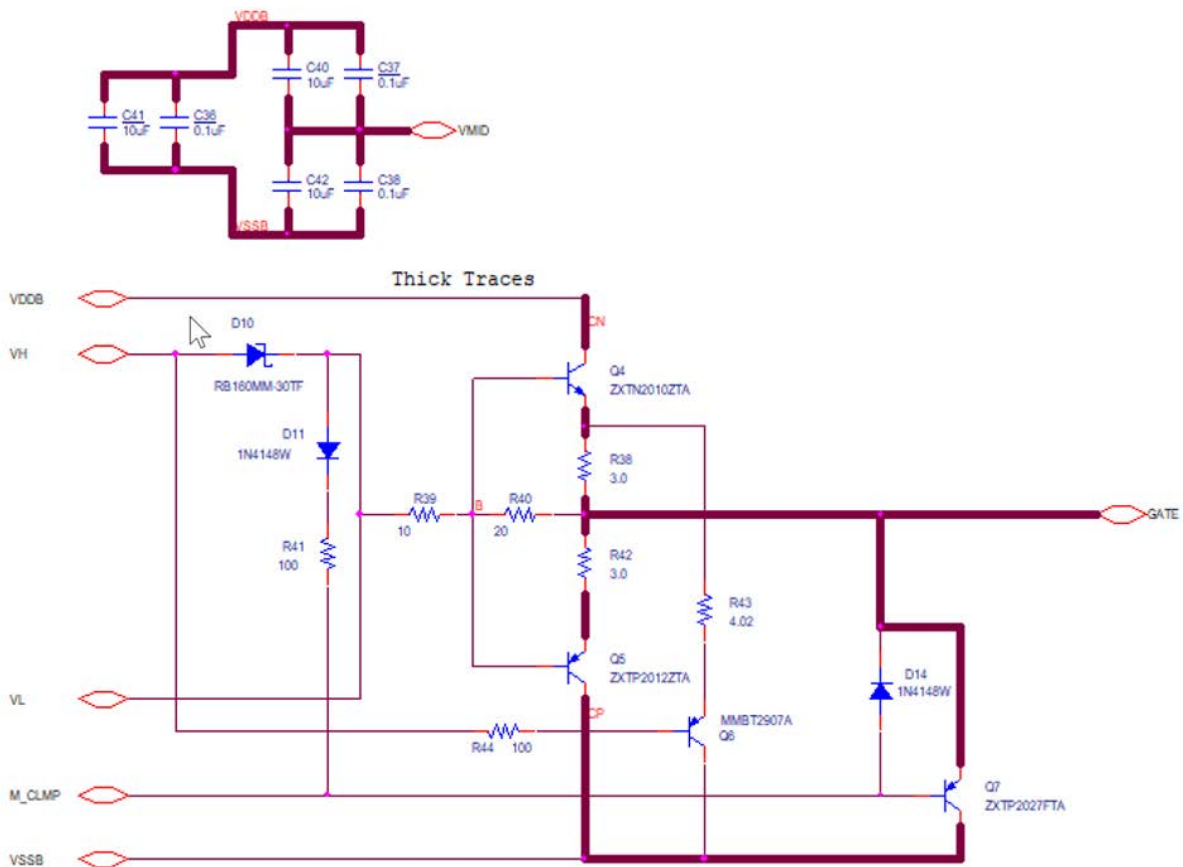 VDDB
C40
10uF
C37
0.1uF
C41
10uF
C36
0.1uF
VMID
C42
10uF
C38
0.1uF
VSSB
Thick Traces
VDDB
CN
D10
VH
RB160MM-30TF
Q4
ZXTN2010ZTA
D11
1N4148W
R38
3.0
R39
10
B
R40
20
GATE
R41
100
R42
3.0
R43
4.02
Q5
ZXTP2012ZTA
D14
1N4148W
VL
CP
MMBT2907A
Q6
R44
100
M_CLMP
Q7
ZXTP2027FTA
VSSB